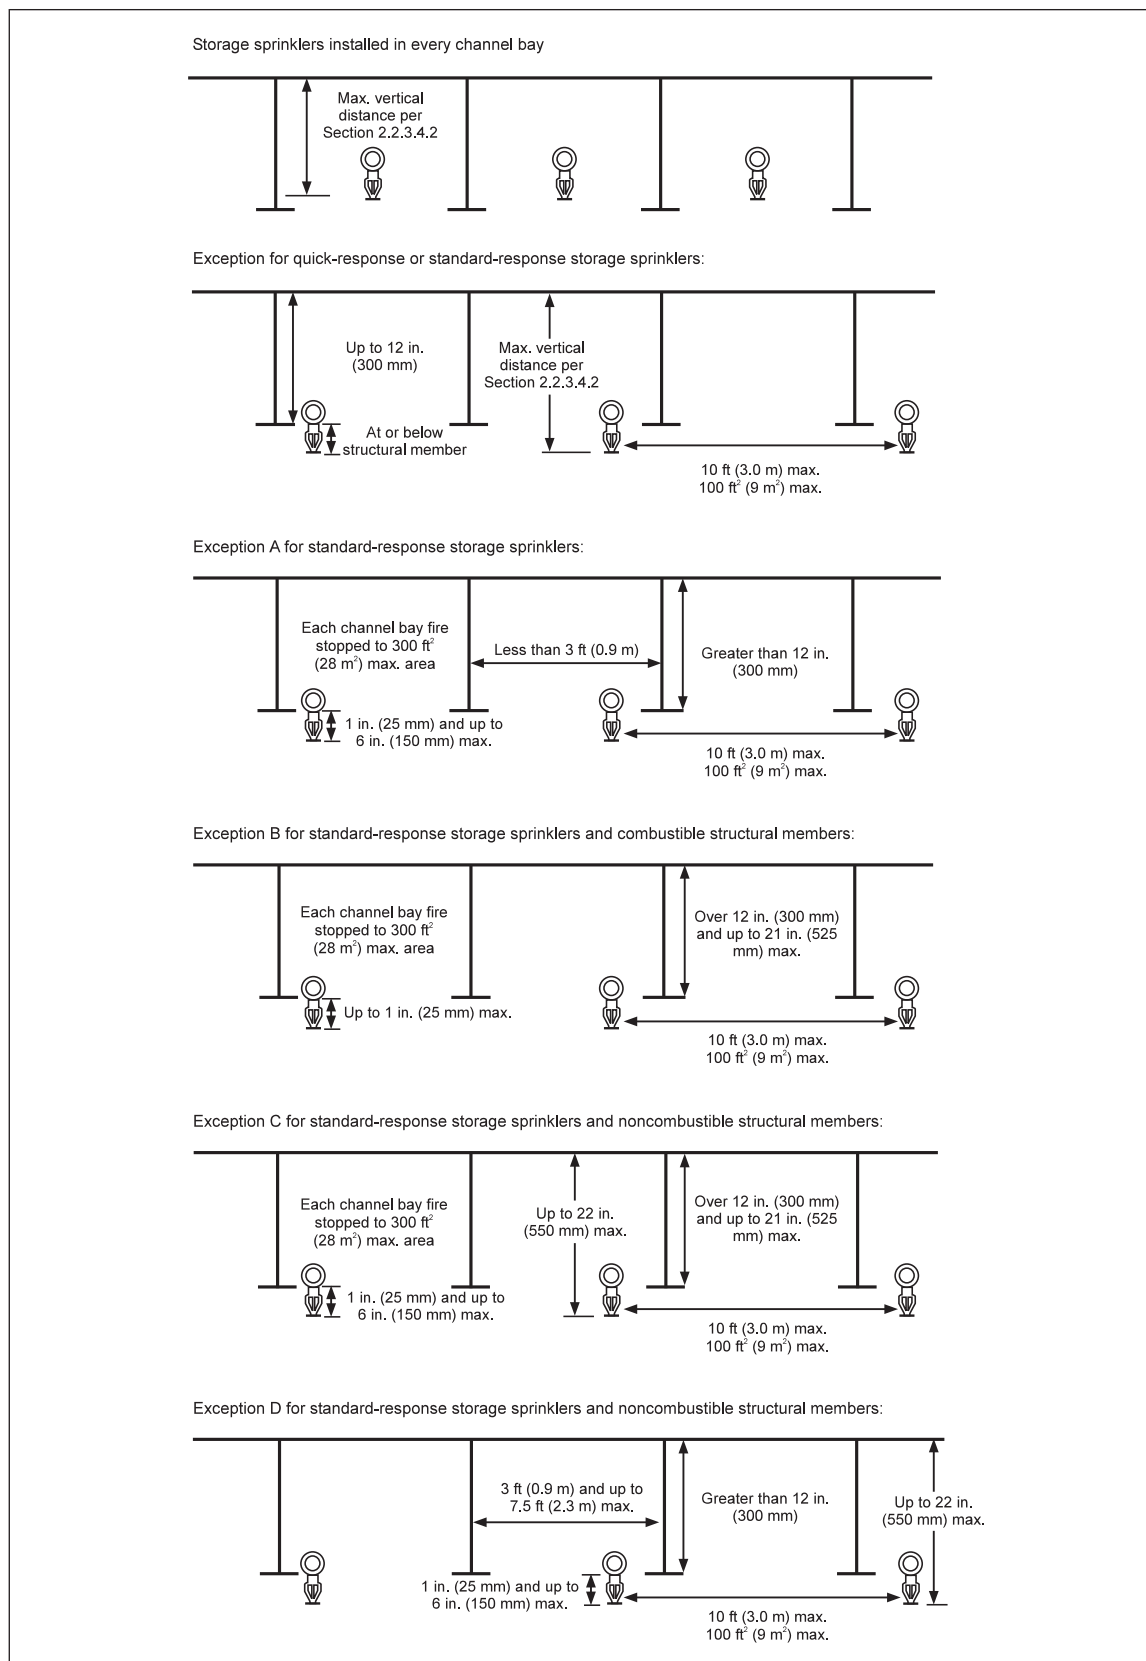 Storage sprinklers installed in every channel bay
Max. vertical
distance per
Section 2.2.3.4.2
Exception for quick-response or standard-response storage sprinklers:
Up to 12 in.
(300 mm)
Max. vertical
distance per
Section 2.2.3.4.2
At or below
structural member
10 ft (3.0 m) max.
100 ft² (9 m²) max.
Exception A for standard-response storage sprinklers:
Each channel bay fire
stopped to 300 ft²
(28 m²) max. area
Less than 3 ft (0.9 m)
Greater than 12 in.
(300 mm)
1 in. (25 mm) and up to
6 in. (150 mm) max.
10 ft (3.0 m) max.
100 ft² (9 m²) max.
Exception B for standard-response storage sprinklers and combustible structural members:
Each channel bay fire
stopped to 300 ft²
(28 m²) max. area
Over 12 in. (300 mm)
and up to 21 in. (525
mm) max.
Up to 1 in. (25 mm) max.
10 ft (3.0 m) max.
100 ft² (9 m²) max.
Exception C for standard-response storage sprinklers and noncombustible structural members:
Each channel bay fire
stopped to 300 ft²
(28 m²) max. area
Up to 22 in.
(550 mm) max.
Over 12 in. (300 mm)
and up to 21 in. (525
mm) max.
1 in. (25 mm) and up to
6 in. (150 mm) max.
10 ft (3.0 m) max.
100 ft² (9 m²) max.
Exception D for standard-response storage sprinklers and noncombustible structural members:
3 ft (0.9 m) and up to
7.5 ft (2.3 m) max.
Greater than 12 in.
(300 mm)
Up to 22 in.
(550 mm) max.
1 in. (25 mm) and up to
6 in. (150 mm) max.
10 ft (3.0 m) max.
100 ft² (9 m²) max.